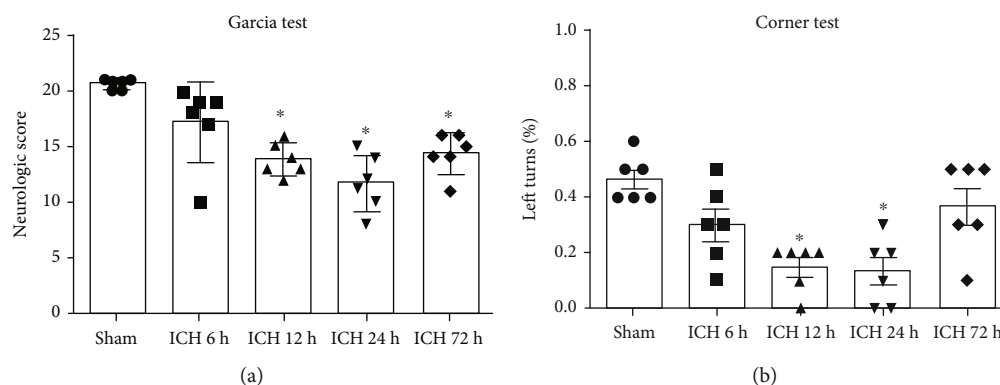 Garcia test
Neurologic score
25
20
15
10
5
0
*
*
*
Sham
ICH 6 h
ICH 12 h
ICH 24 h
ICH 72 h
(a)
Corner test
Left turns (%)
1.0
0.8
0.6
0.4
0.2
0.0
*
*
Sham
ICH 6 h
ICH 12 h
ICH 24 h
ICH 72 h
(b)